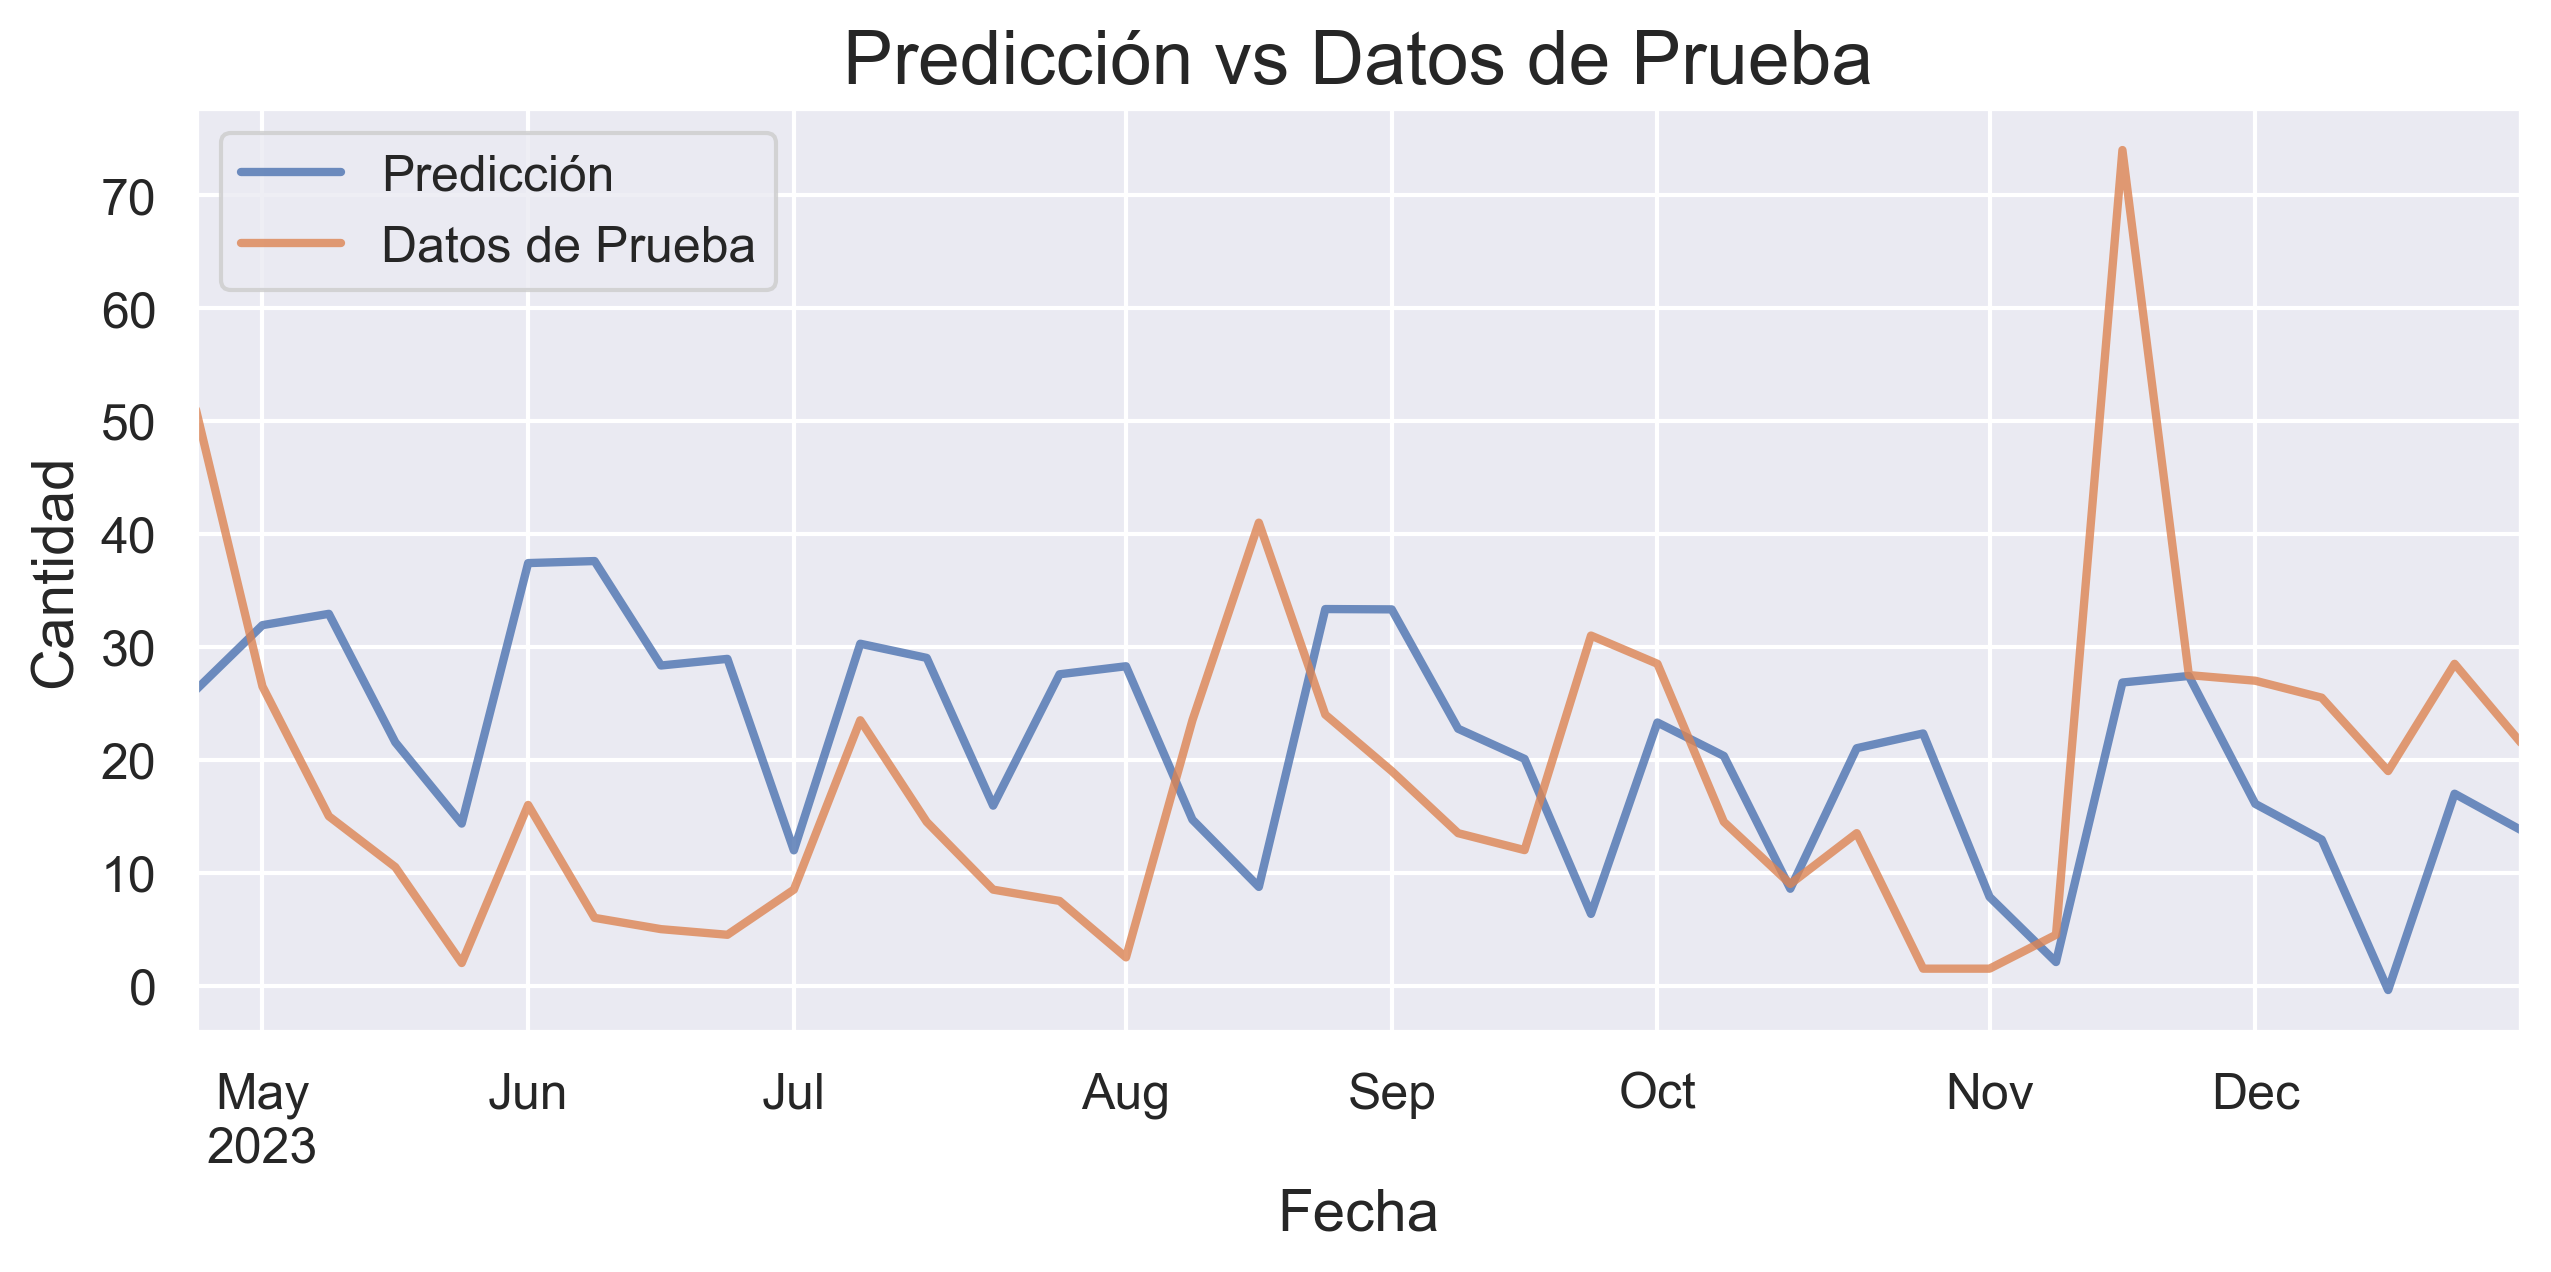 Predicción vs Datos de Prueba
Predicción
Datos de Prueba
Cantidad
70
60
50
40
30
20
10
0
May
2023
Jun
Jul
Aug
Sep
Oct
Nov
Dec
Fecha